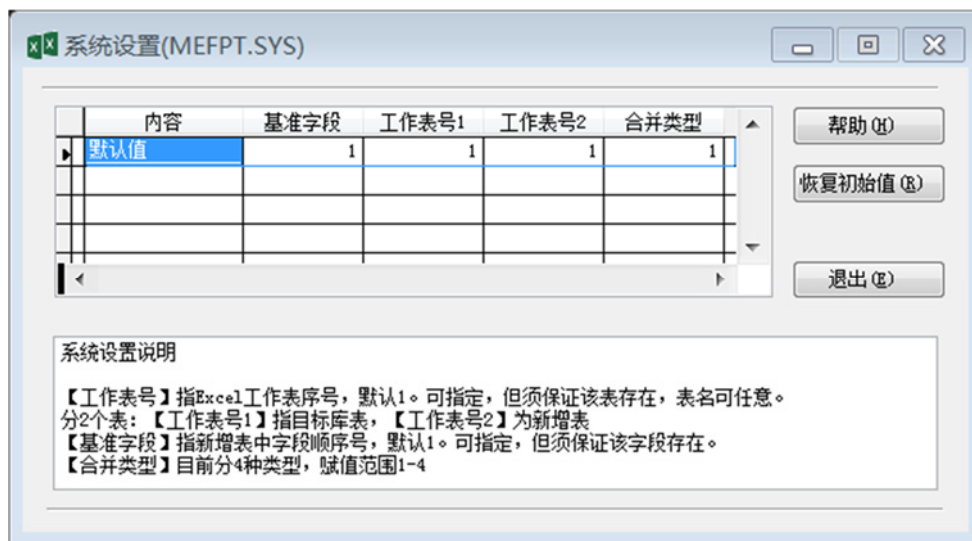 系统设置(MEFPT.SYS)
内容 基准字段 工作表号1 工作表号2 合并类型
默认值 1 1 1 1
帮助(H)
恢复初始值(R)
退出(E)
系统设置说明
【工作表号】指Excel工作表序号，默认1。可指定，但须保证该表存在，表名可任意。
分2个表：【工作表号1】指目标库表，【工作表号2】为新增表
【基准字段】指新增表中字段顺序号，默认1。可指定，但须保证该字段存在。
【合并类型】目前分4种类型，赋值范围1-4